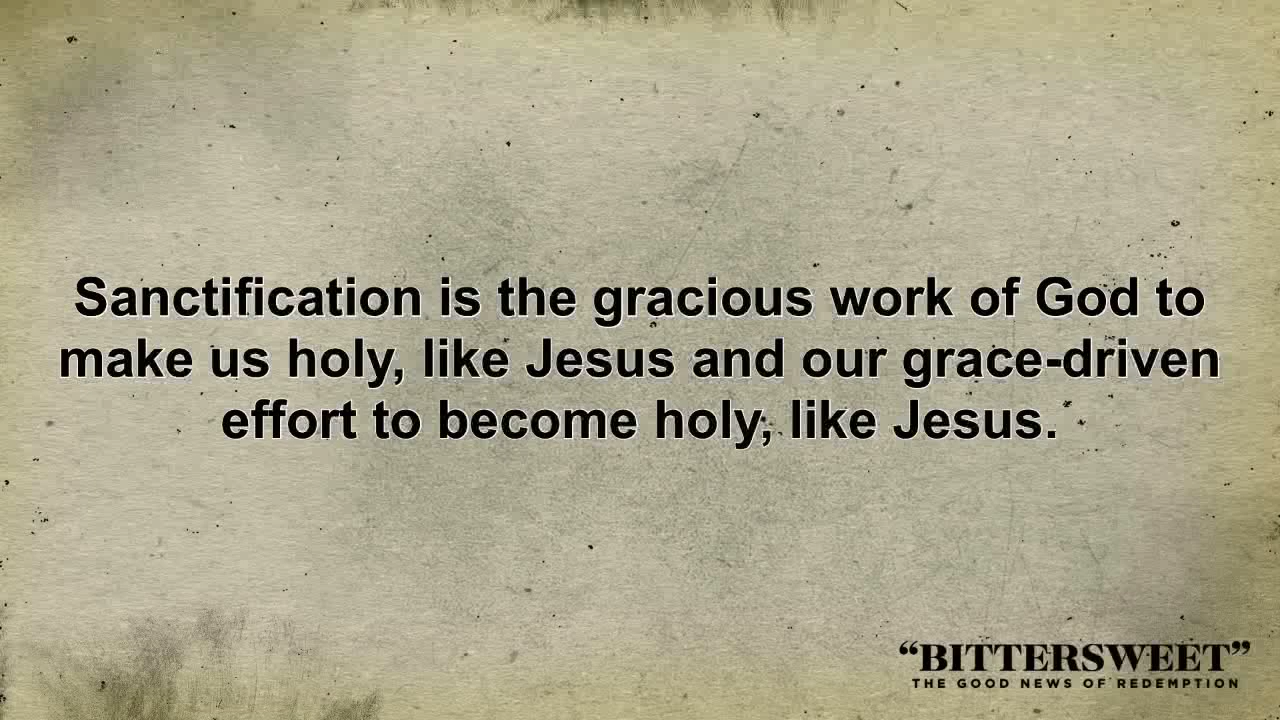 Sanctification is the gracious work of God to
make us holy, like Jesus and our grace-driven
effort to become holy, like Jesus.
“BITTERSWEET”
THE GOOD NEWS OF REDEMPTION